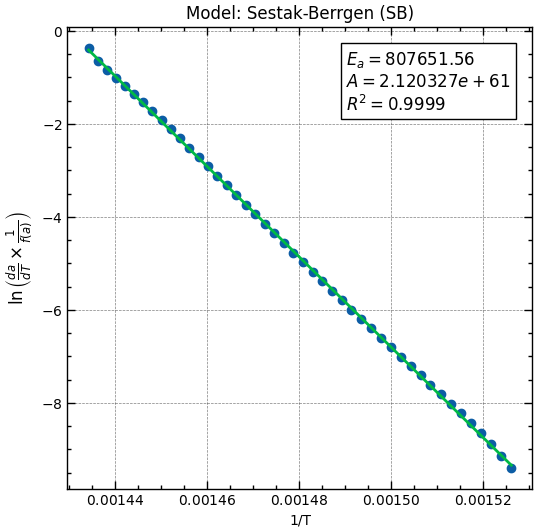 Model: Sestak-Berrgen (SB)
E_a = 807651.56
A = 2.120327e + 61
R^2 = 0.9999
0
−2
−4
−6
−8
ln(da/dT × 1/f(a))
0.00144 0.00146 0.00148 0.00150 0.00152
1/T